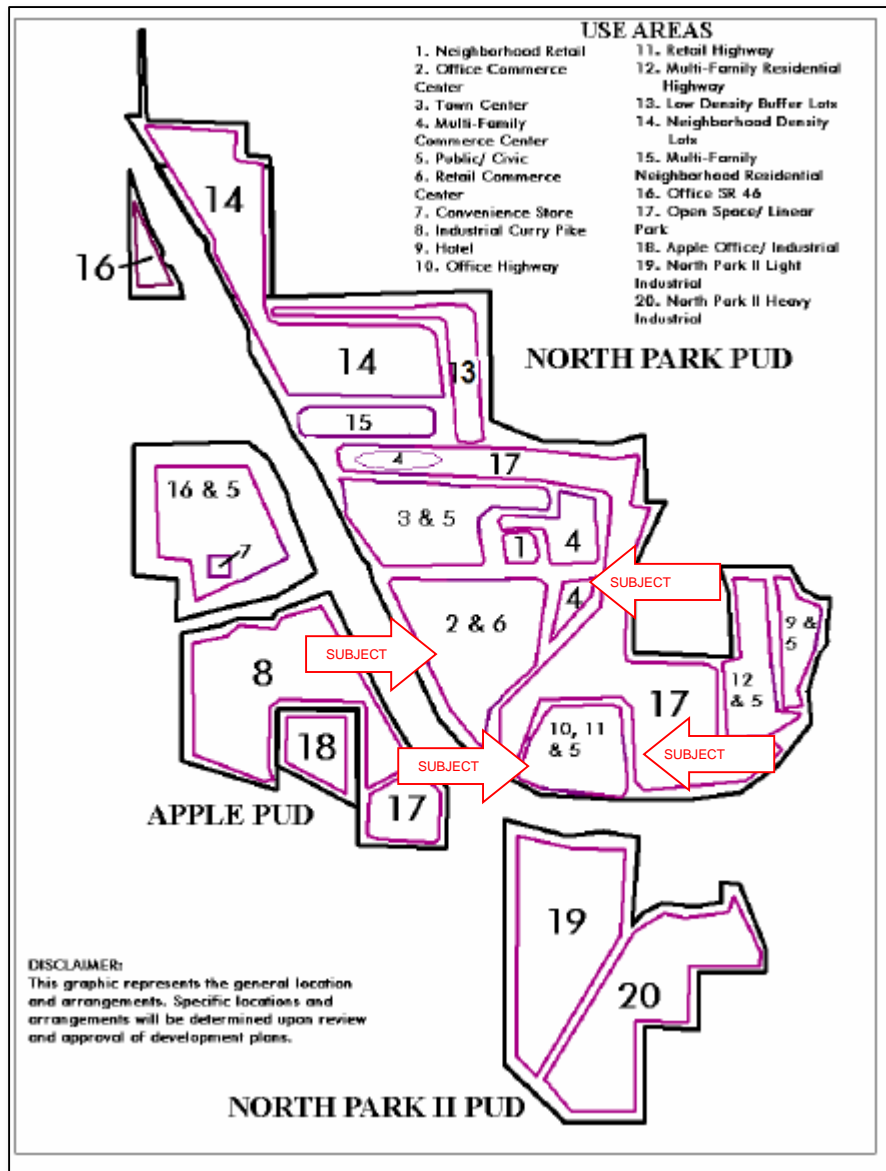 USE AREAS
1. Neighborhood Retail
2. Office Commerce
Center
3. Town Center
4. Multi-Family
Commerce Center
5. Public/ Civic
6. Retail Commerce
Center
7. Convenience Store
8. Industrial Curry Pike
9. Hotel
10. Office Highway
11. Retail Highway
12. Multi-Family Residential
Highway
13. Low Density Buffer Lots
14. Neighborhood Density
Lots
15. Multi-Family
Neighborhood Residential
16. Office SR 46
17. Open Space/ Linear
Park
18. Apple Office/ Industrial
19. North Park II Light
Industrial
20. North Park II Heavy
Industrial
14
16
NORTH PARK PUD
14
13
15
4
17
16 & 5
7
3 & 5
1
4
SUBJECT
4
2 & 6
9 &
5
SUBJECT
8
12
& 5
17
10, 11
& 5
18
SUBJECT
SUBJECT
17
APPLE PUD
19
20
DISCLAIMER:
This graphic represents the general location
and arrangements. Specific locations and
arrangements will be determined upon review
and approval of development plans.
NORTH PARK II PUD